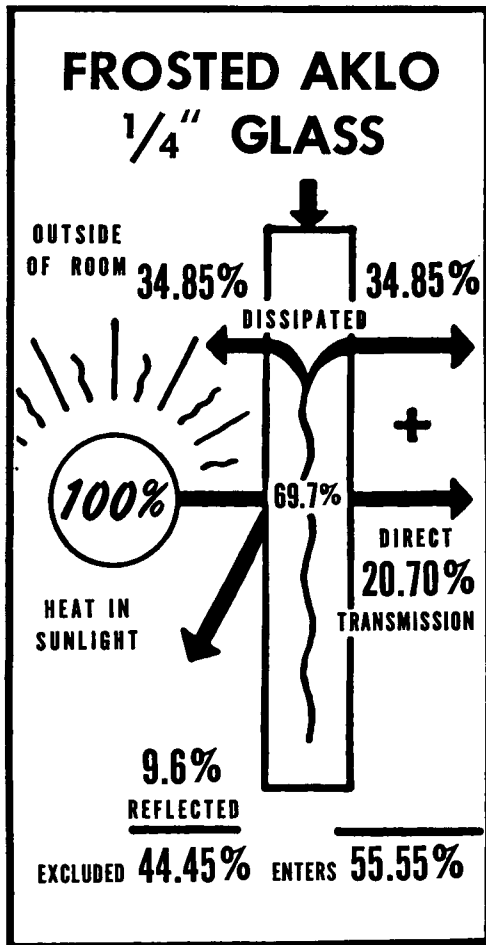 FROSTED AKLO
1/4" GLASS
OUTSIDE
OF ROOM
34.85%
34.85%
DISSIPATED
+
100%
69.7%
HEAT IN
SUNLIGHT
DIRECT
20.70%
TRANSMISSION
9.6%
REFLECTED
EXCLUDED 44.45% ENTERS 55.55%